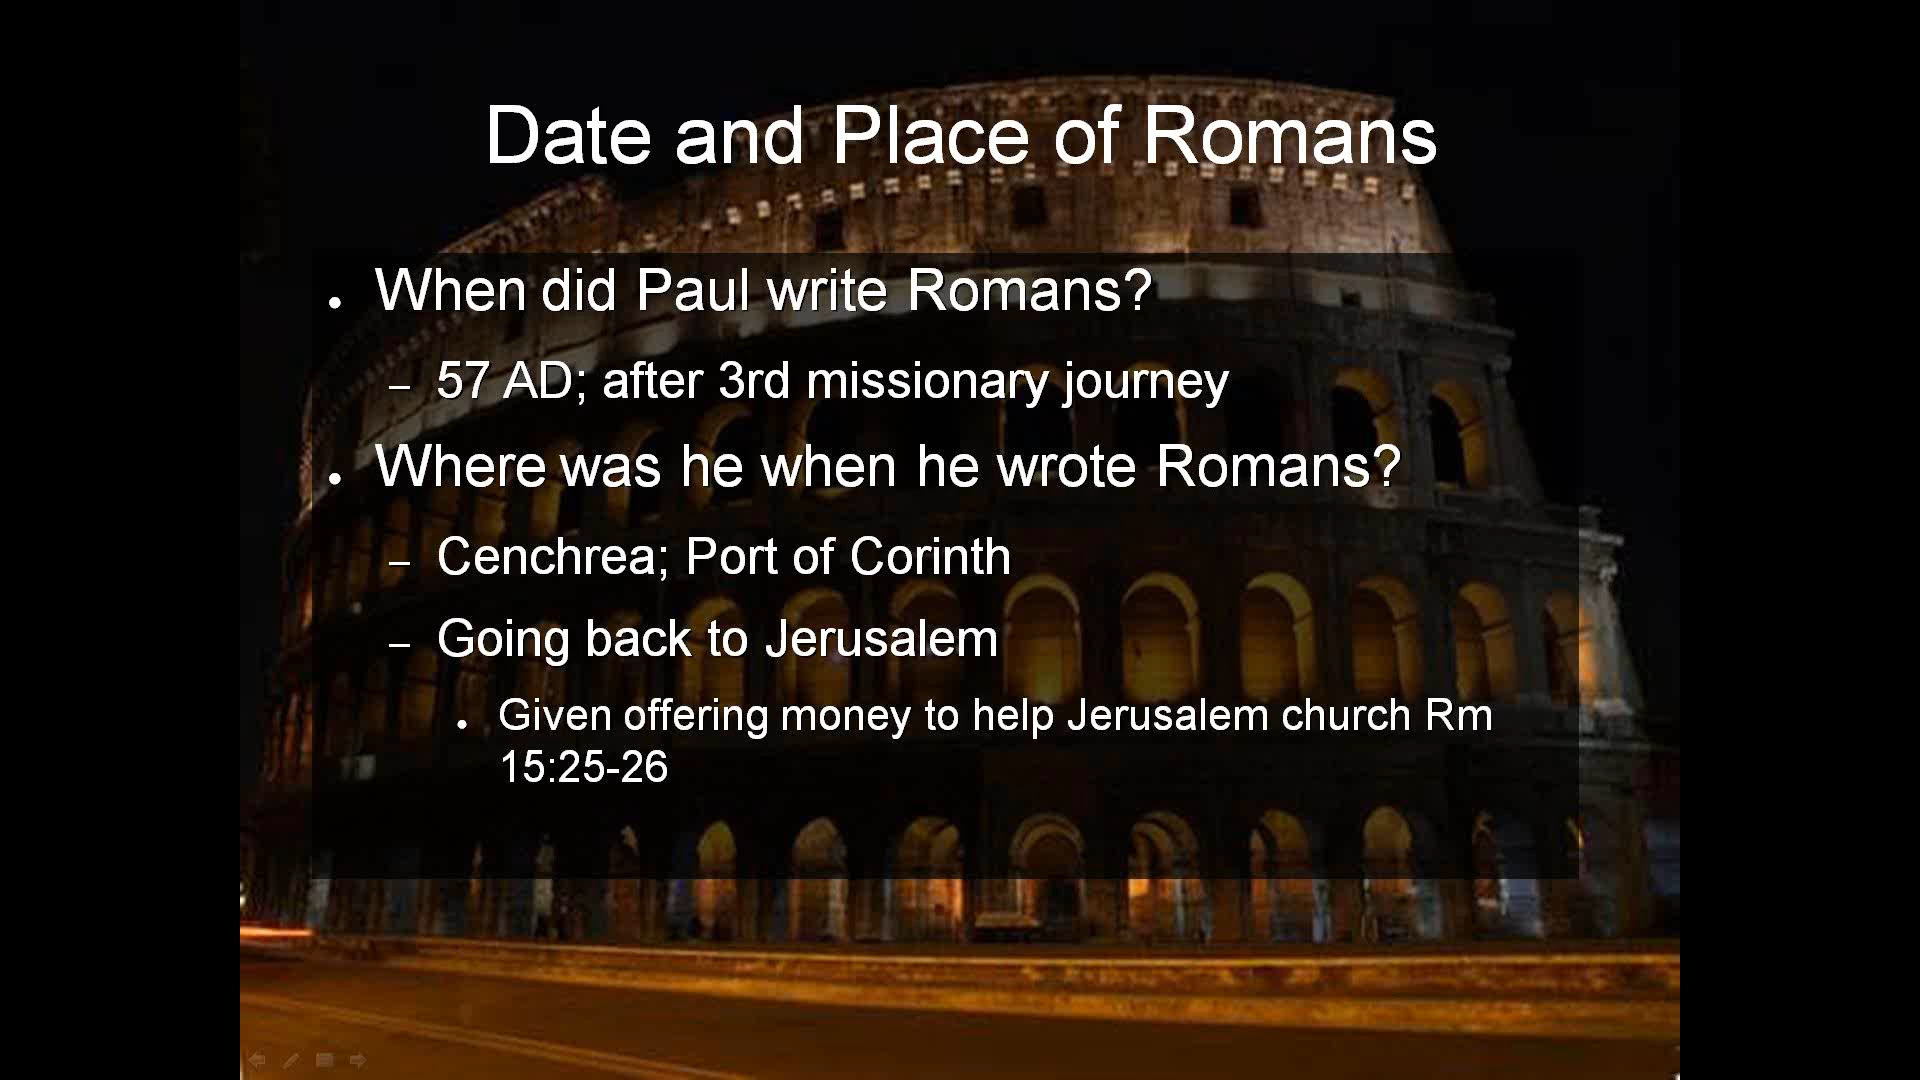 Date and Place of Romans
● When did Paul write Romans?
– 57 AD; after 3rd missionary journey
● Where was he when he wrote Romans?
– Cenchrea; Port of Corinth
– Going back to Jerusalem
● Given offering money to help Jerusalem church Rm
15:25-26